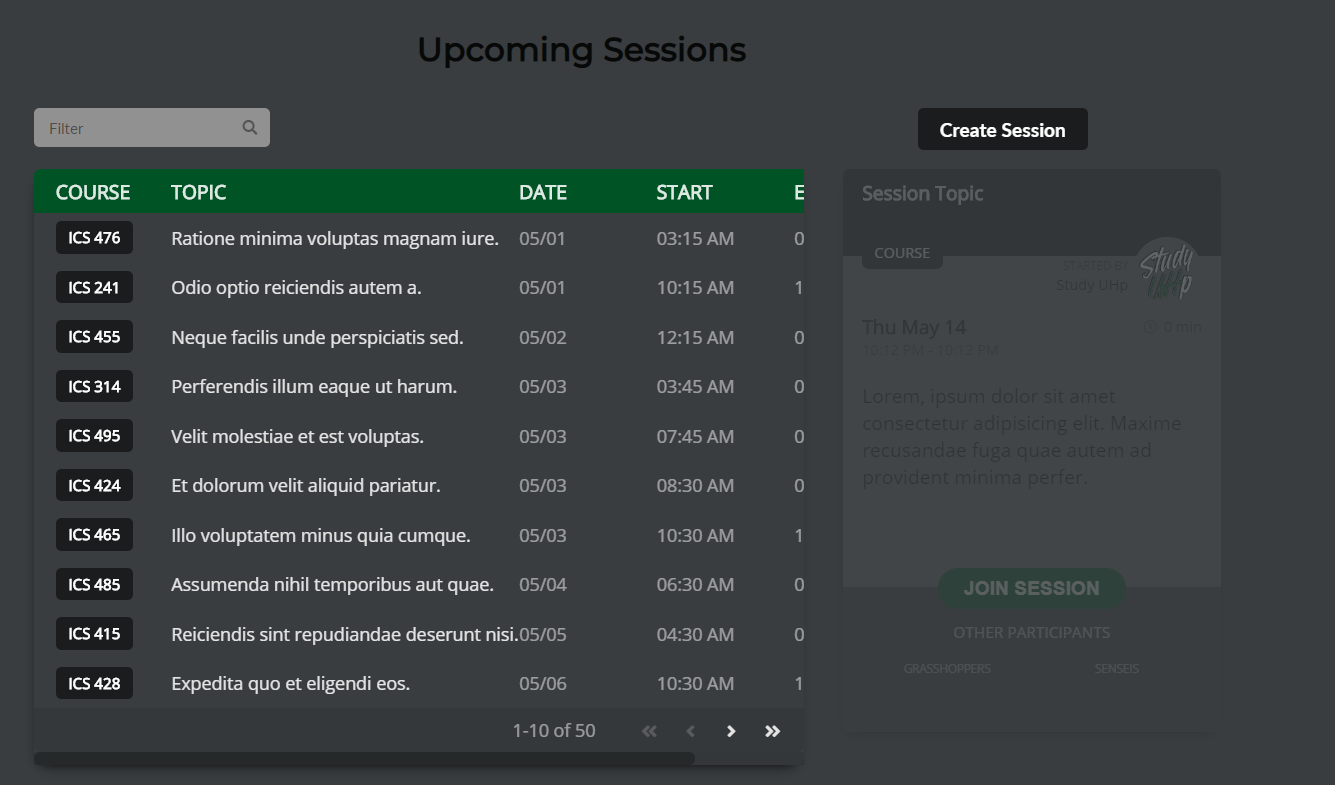 Upcoming Sessions
Filter
Create Session
COURSE TOPIC DATE START E
ICS 476 Ratione minima voluptas magnam iure. 05/01 03:15 AM 0
ICS 241 Odio optio reiciendis autem a. 05/01 10:15 AM 1
ICS 455 Neque facilis unde perspiciatis sed. 05/02 12:15 AM 0
ICS 314 Perferendis illum eaque ut harum. 05/03 03:45 AM 0
ICS 495 Velit molestiae et est voluptas. 05/03 07:45 AM 0
ICS 424 Et dolorum velit aliquid pariatur. 05/03 08:30 AM 0
ICS 465 Illo voluptatem minus quia cumque. 05/03 10:30 AM 1
ICS 485 Assumenda nihil temporibus aut quae. 05/04 06:30 AM 0
ICS 415 Reiciendis sint repudiandae deserunt nisi. 05/05 04:30 AM 0
ICS 428 Expedita quo et eligendi eos. 05/06 10:30 AM 1
1-10 of 50
Session Topic
COURSE
STARTED BY
Study UHp
Study
UHp
Thu May 14
0 min
10:12 PM - 10:12 PM
Lorem, ipsum dolor sit amet
consectetur adipisicing elit. Maxime
recusandae fuga quae autem ad
provident minima perfer.
JOIN SESSION
OTHER PARTICIPANTS
GRASSHOPPERS SENSEIS